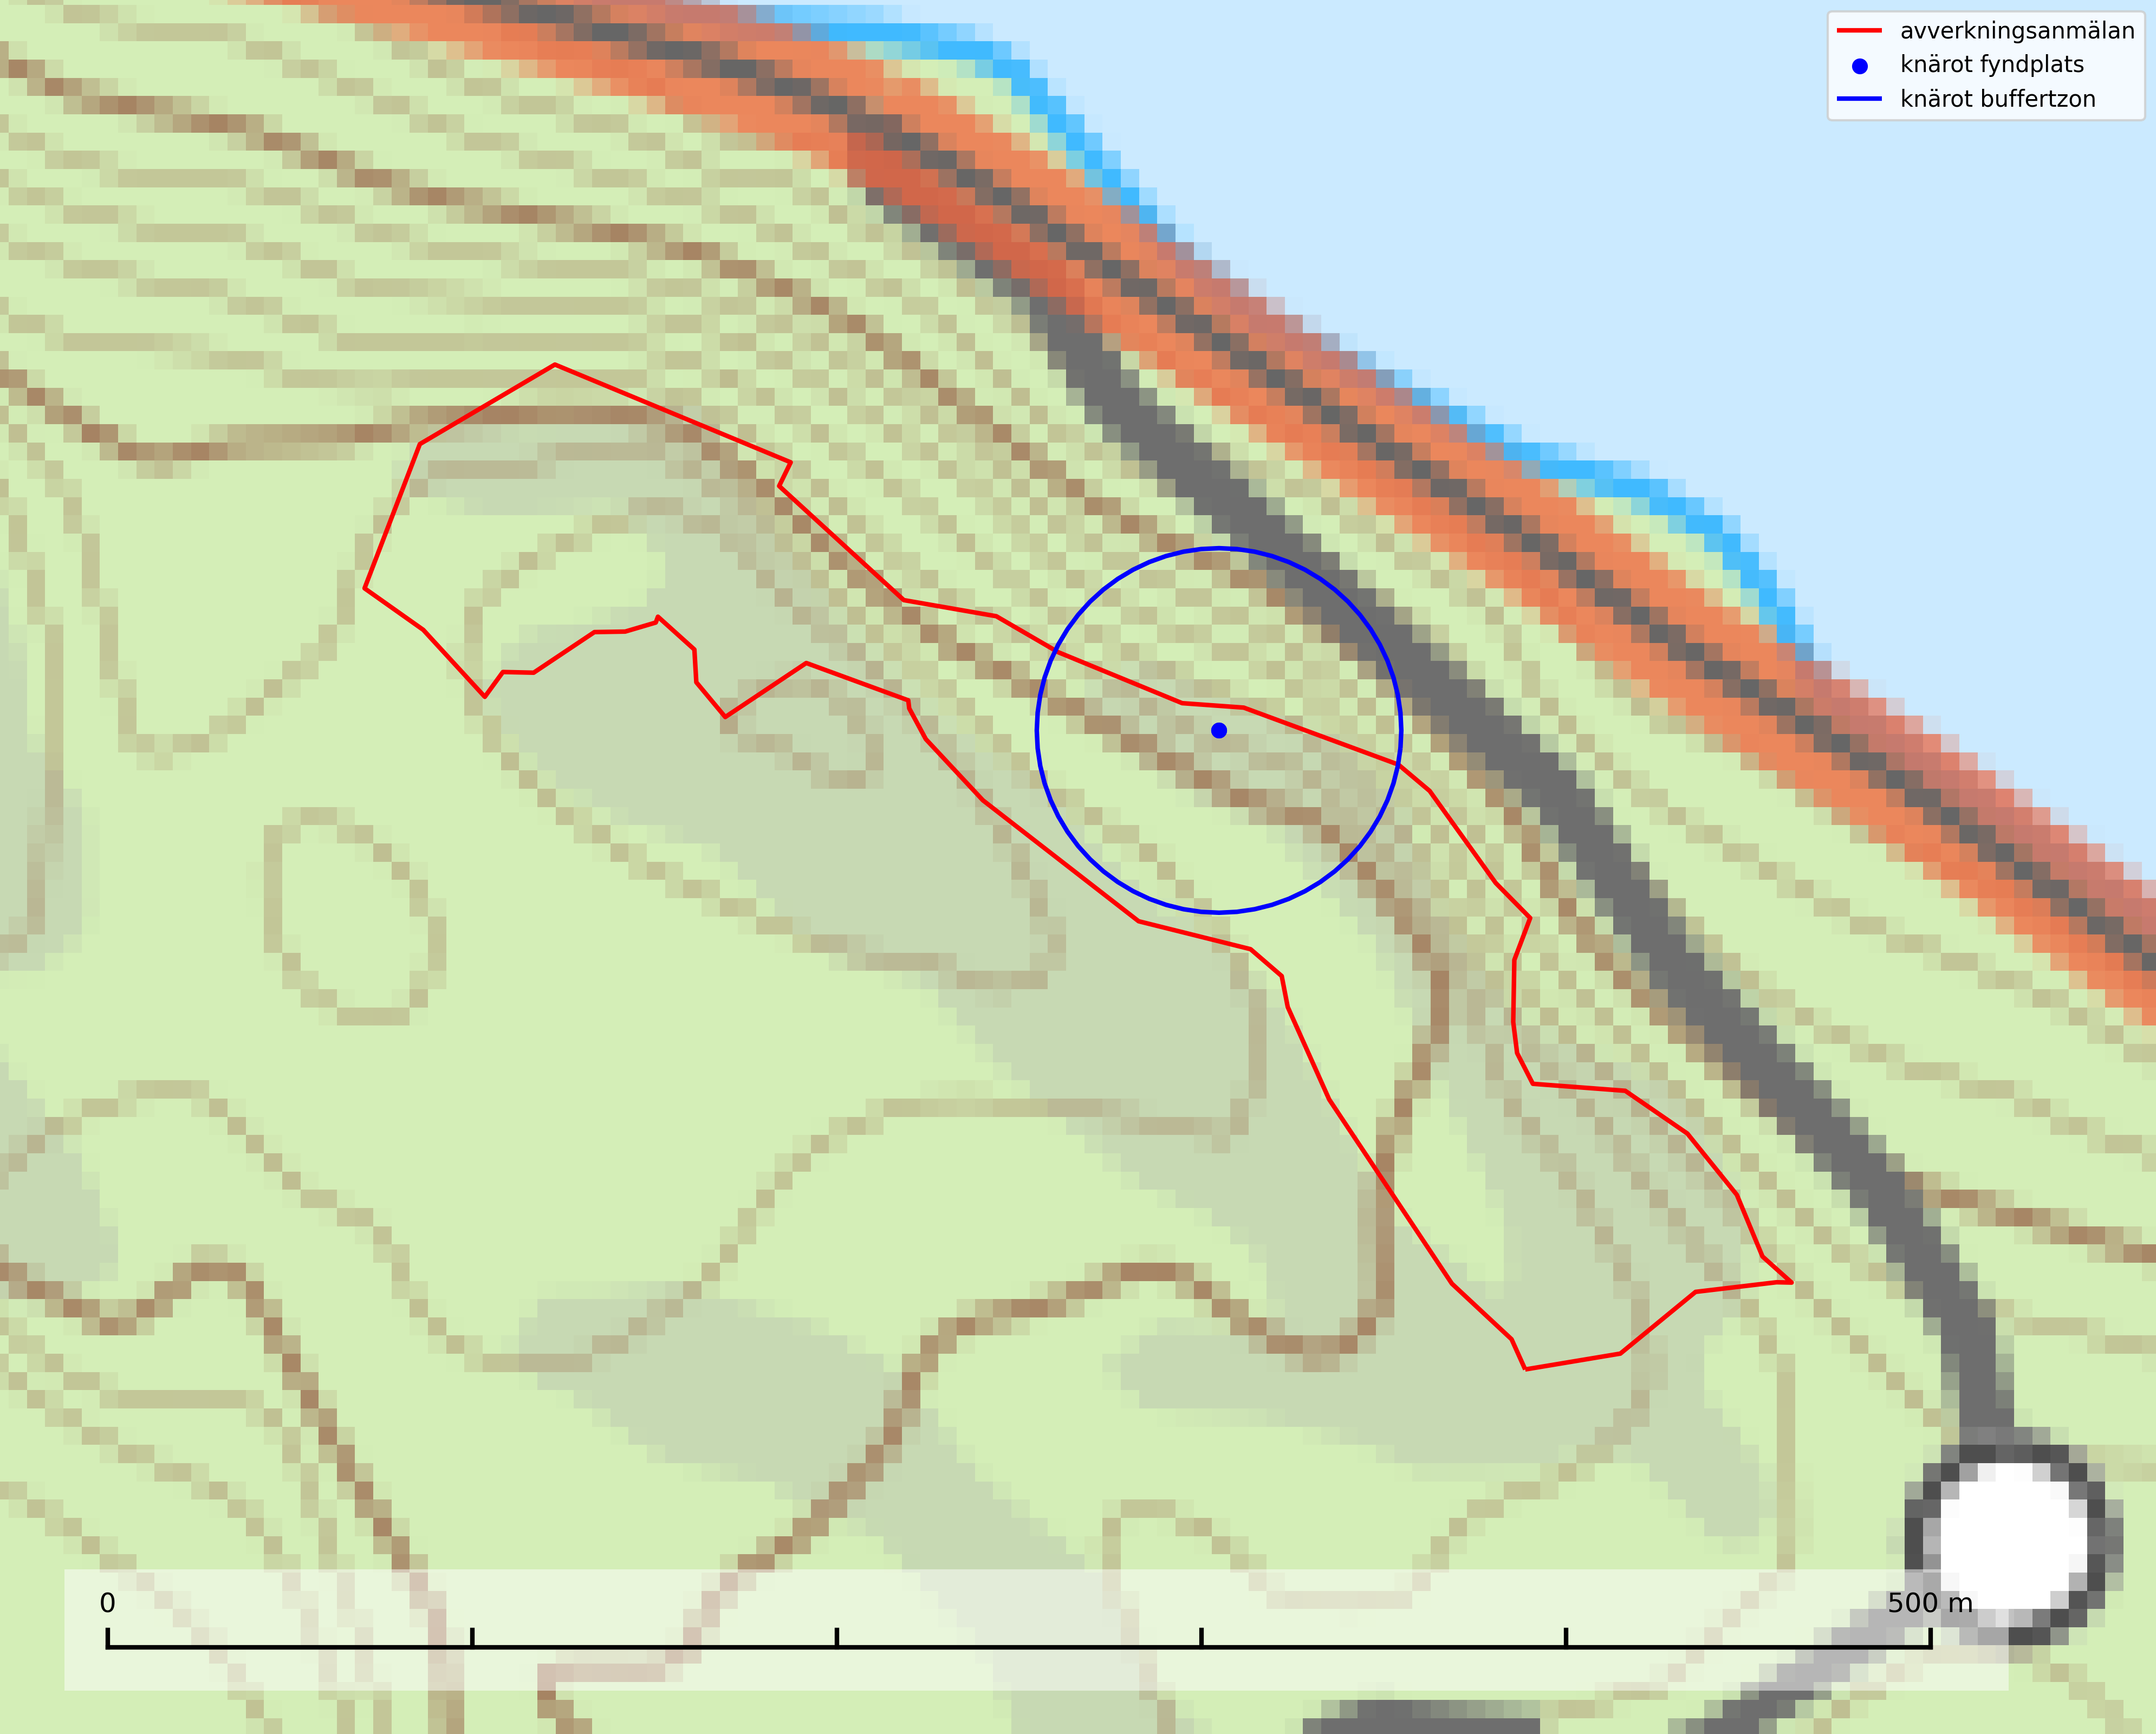 avverkningsanmälan
knärot fyndplats
knärot buffertzon
0
500 m